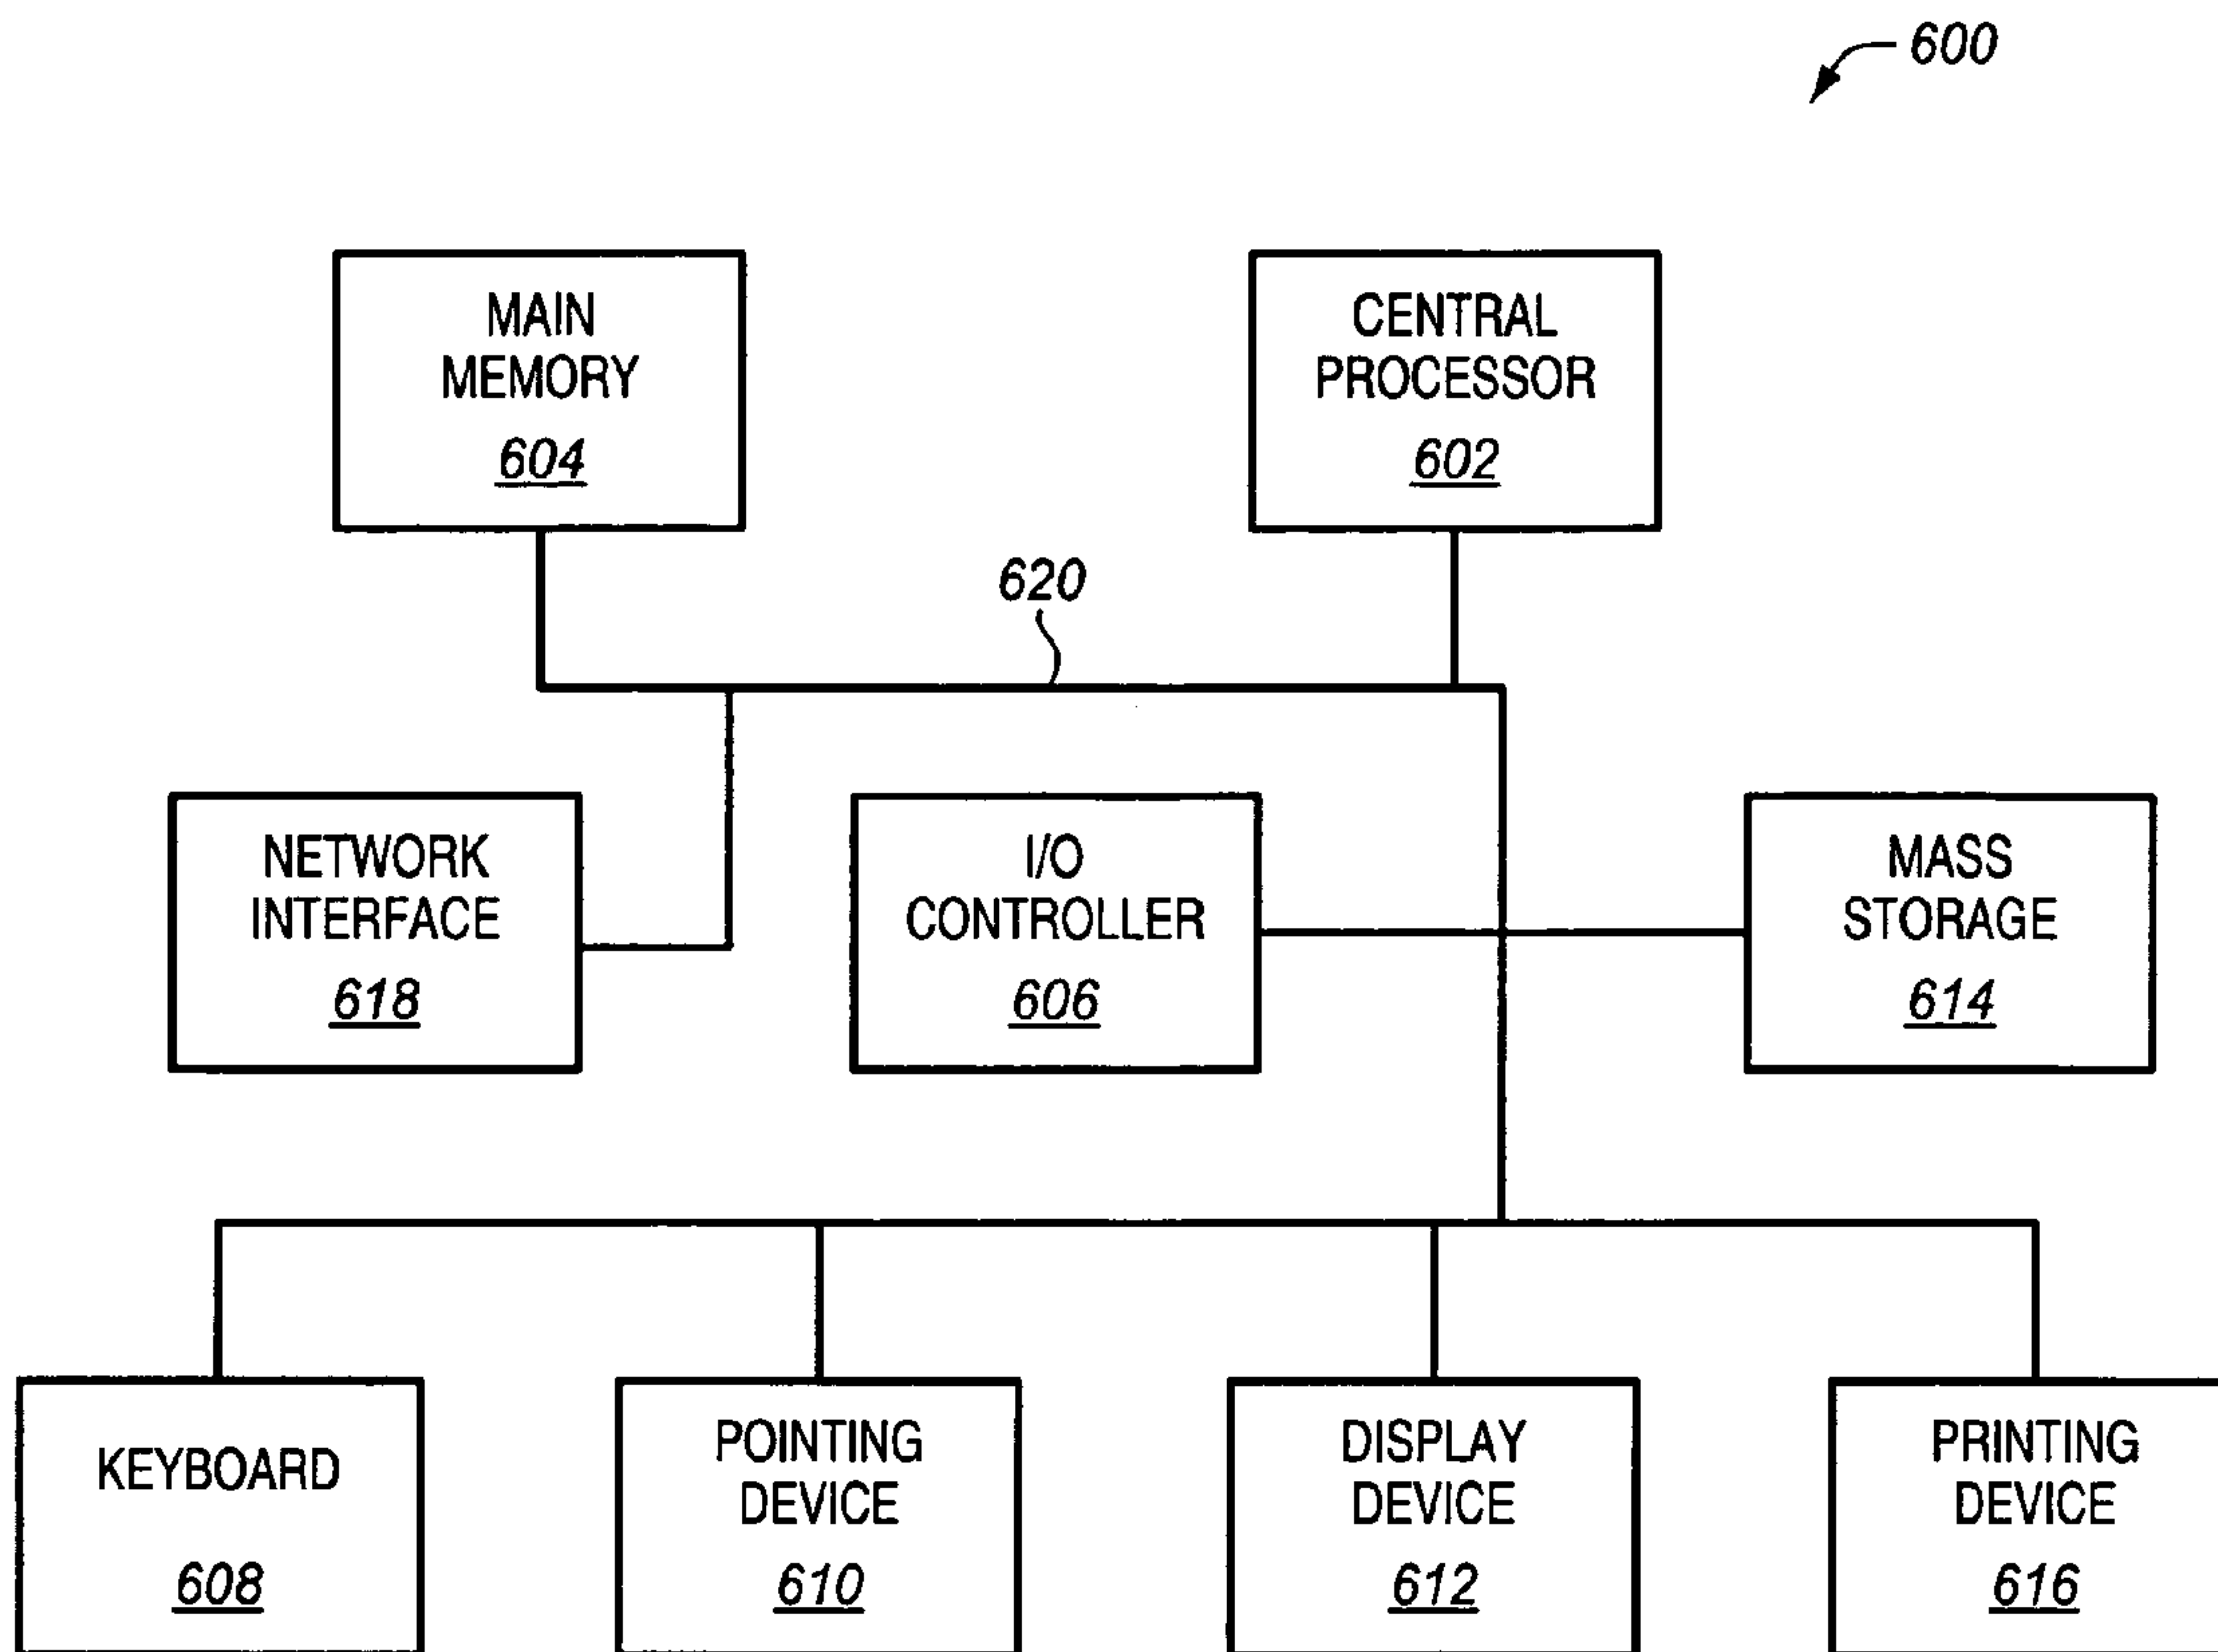 600
MAIN
MEMORY
604
CENTRAL
PROCESSOR
602
620
NETWORK
INTERFACE
618
I/O
CONTROLLER
606
MASS
STORAGE
614
KEYBOARD
608
POINTING
DEVICE
610
DISPLAY
DEVICE
612
PRINTING
DEVICE
616